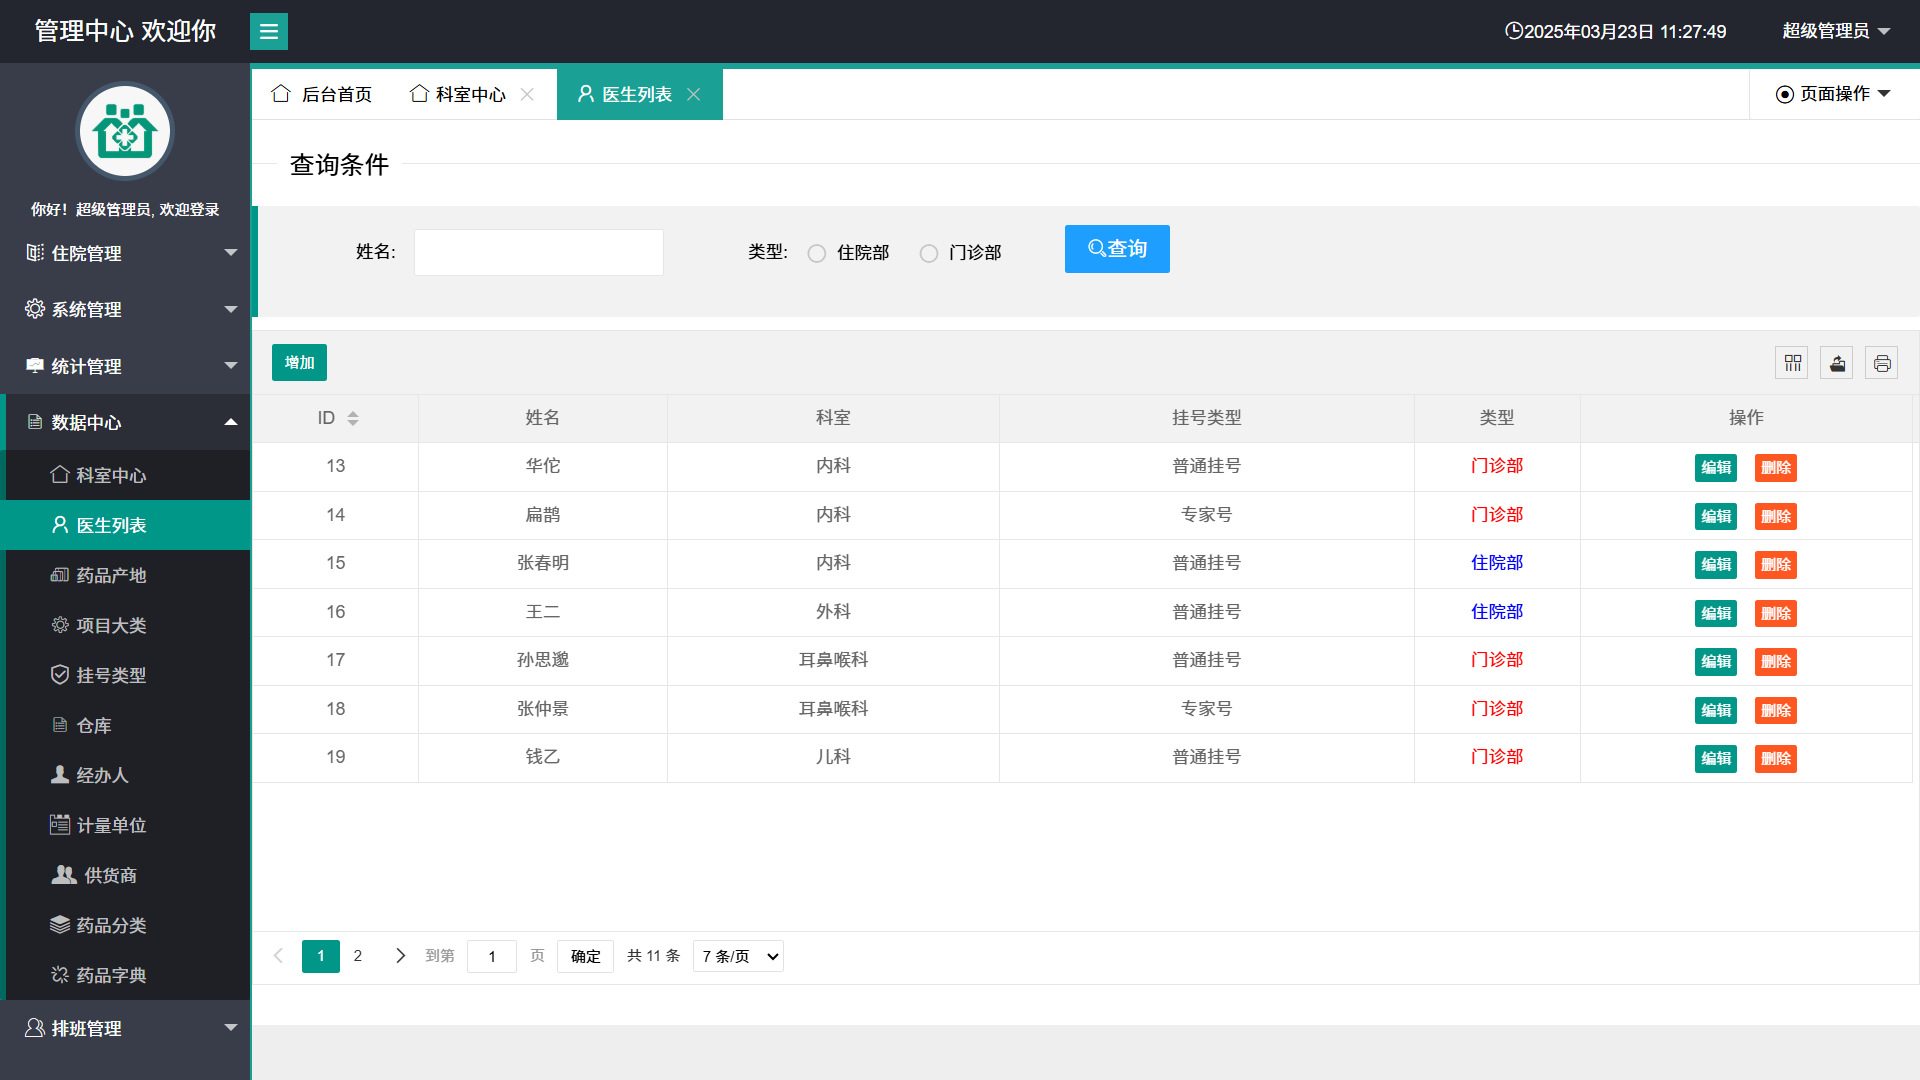 管理中心 欢迎你
2025年03月23日 11:27:49
超级管理员
你好！超级管理员, 欢迎登录
住院管理
系统管理
统计管理
数据中心
科室中心
医生列表
药品产地
项目大类
挂号类型
仓库
经办人
计量单位
供货商
药品分类
药品字典
排班管理
后台首页
科室中心
医生列表
页面操作
查询条件
姓名:
类型: 住院部 门诊部
查询
增加
ID 姓名 科室 挂号类型 类型 操作
13 华佗 内科 普通挂号 门诊部 编辑 删除
14 扁鹊 内科 专家号 门诊部 编辑 删除
15 张春明 内科 普通挂号 住院部 编辑 删除
16 王二 外科 普通挂号 住院部 编辑 删除
17 孙思邈 耳鼻喉科 普通挂号 门诊部 编辑 删除
18 张仲景 耳鼻喉科 专家号 门诊部 编辑 删除
19 钱乙 儿科 普通挂号 门诊部 编辑 删除
1 2 到第 1 页 确定 共 11 条 7 条/页